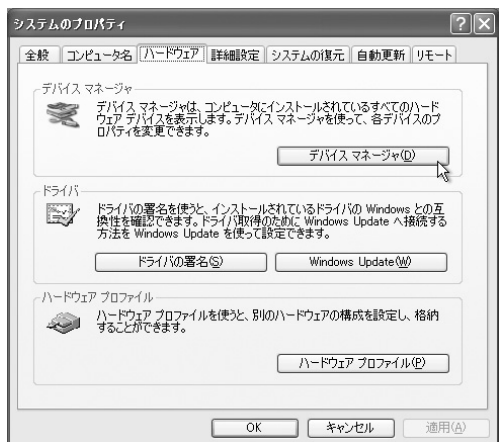 システムのプロパティ
全般 コンピュータ名 ハードウェア 詳細設定 システムの復元 自動更新 リモート
デバイス マネージャ
デバイス マネージャは、コンピュータにインストールされているすべてのハード
ウェア デバイスを表示します。デバイス マネージャを使って、各デバイスのプ
ロパティを変更できます。
デバイス マネージャ(D)
ドライバ
ドライバの署名を使うと、インストールされているドライバの Windows との互
換性を確認できます。ドライバ取得のために Windows Update へ接続する
方法を Windows Update を使って設定できます。
ドライバの署名(S) Windows Update(W)
ハードウェア プロファイル
ハードウェア プロファイルを使うと、別のハードウェアの構成を設定し、格納
することができます。
ハードウェア プロファイル(P)
OK キャンセル 適用(A)